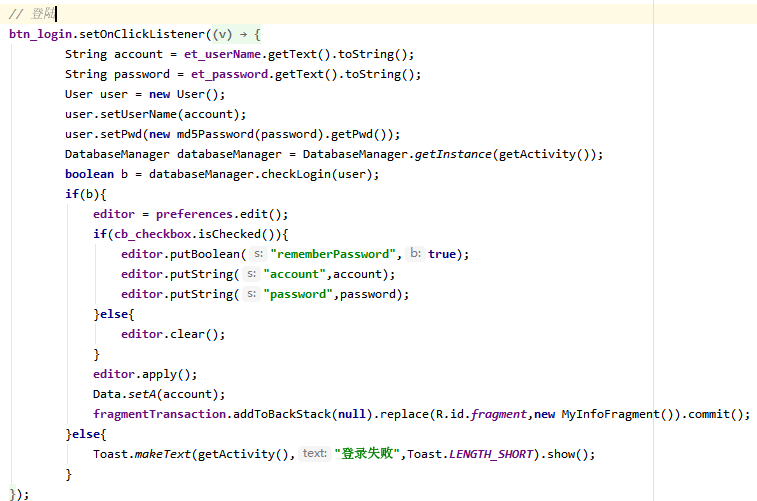 // 登陆
btn_login.setOnClickListener((v) → {
        String account = et_userName.getText().toString();
        String password = et_password.getText().toString();
        User user = new User();
        user.setUserName(account);
        user.setPwd(new md5Password(password).getPwd());
        DatabaseManager databaseManager = DatabaseManager.getInstance(getActivity());
        boolean b = databaseManager.checkLogin(user);
        if(b){
            editor = preferences.edit();
            if(cb_checkbox.isChecked()){
                editor.putBoolean( s: "rememberPassword", b: true);
                editor.putString( s: "account",account);
                editor.putString( s: "password",password);
            }else{
                editor.clear();
            }
            editor.apply();
            Data.setA(account);
            fragmentTransaction.addToBackStack(null).replace(R.id.fragment,new MyInfoFragment()).commit();
        }else{
            Toast.makeText(getActivity(), text: "登录失败",Toast.LENGTH_SHORT).show();
        }
});